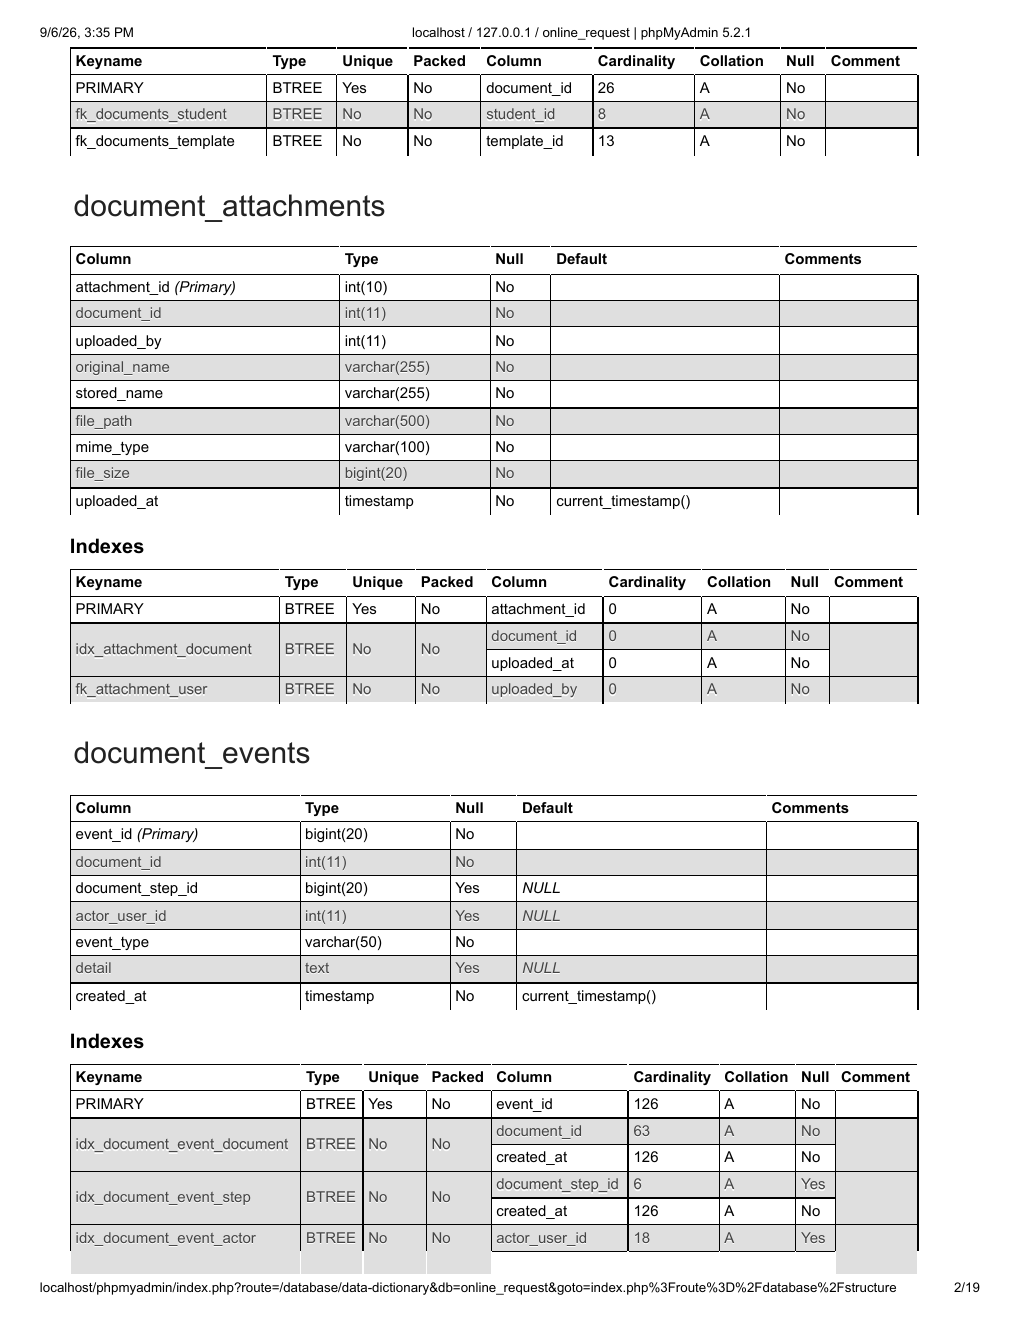 9/6/26, 3:35 PM localhost / 127.0.0.1 / online_request | phpMyAdmin 5.2.1
Keyname Type Unique Packed Column Cardinality Collation Null Comment
PRIMARY BTREE Yes No document_id 26 A No
fk_documents_student BTREE No No student_id 8 A No
fk_documents_template BTREE No No template_id 13 A No
document_attachments
Column Type Null Default Comments
attachment_id (Primary) int(10) No
document_id int(11) No
uploaded_by int(11) No
original_name varchar(255) No
stored_name varchar(255) No
file_path varchar(500) No
mime_type varchar(100) No
file_size bigint(20) No
uploaded_at timestamp No current_timestamp()
Indexes
Keyname Type Unique Packed Column Cardinality Collation Null Comment
PRIMARY BTREE Yes No attachment_id 0 A No
idx_attachment_document BTREE No No document_id 0 A No
uploaded_at 0 A No
fk_attachment_user BTREE No No uploaded_by 0 A No
document_events
Column Type Null Default Comments
event_id (Primary) bigint(20) No
document_id int(11) No
document_step_id bigint(20) Yes NULL
actor_user_id int(11) Yes NULL
event_type varchar(50) No
detail text Yes NULL
created_at timestamp No current_timestamp()
Indexes
Keyname Type Unique Packed Column Cardinality Collation Null Comment
PRIMARY BTREE Yes No event_id 126 A No
idx_document_event_document BTREE No No document_id 63 A No
created_at 126 A No
idx_document_event_step BTREE No No document_step_id 6 A Yes
created_at 126 A No
idx_document_event_actor BTREE No No actor_user_id 18 A Yes
localhost/phpmyadmin/index.php?route=/database/data-dictionary&db=online_request&goto=index.php%3Froute%3D%2Fdatabase%2Fstructure 2/19